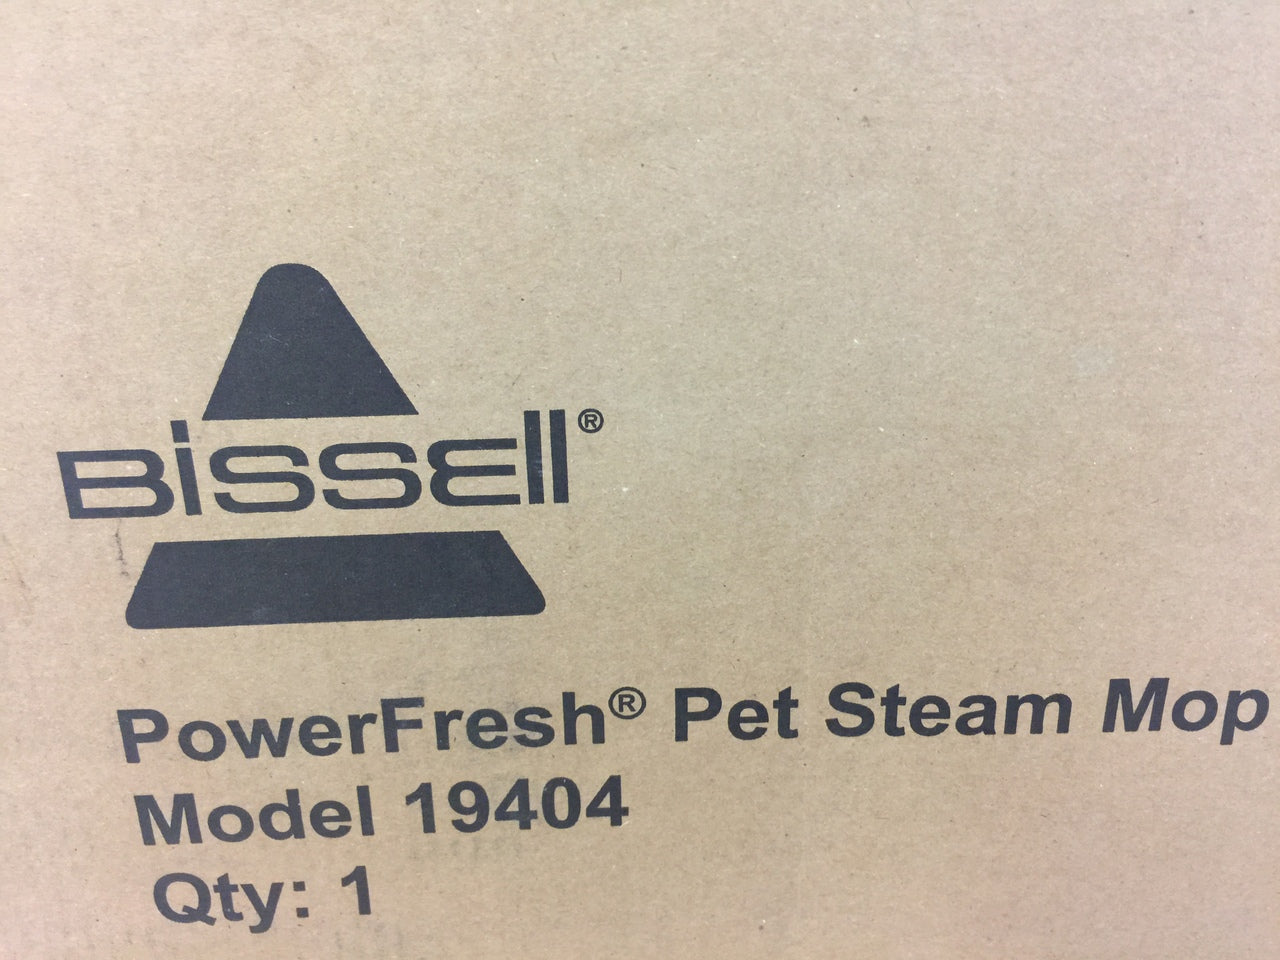 BiSSEll®
PowerFresh® Pet Steam Mop
Model 19404
Qty: 1